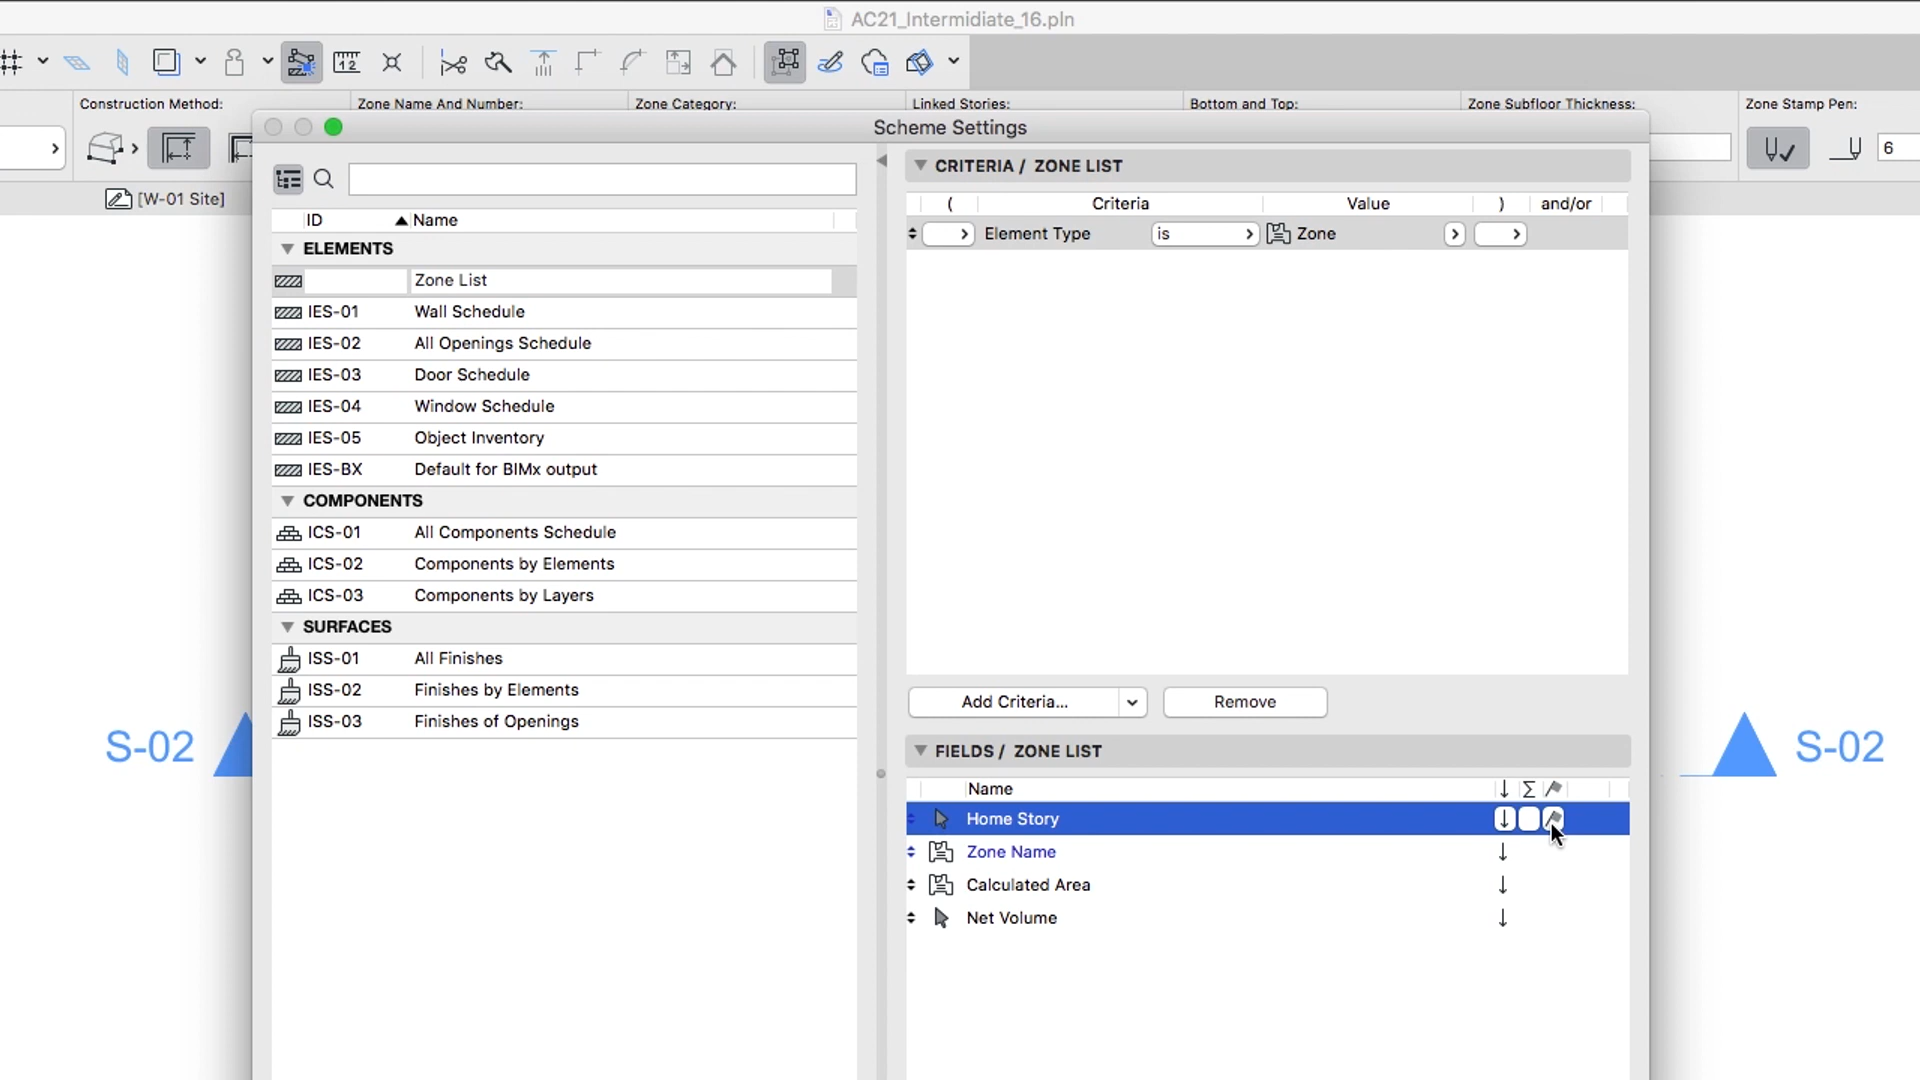 AC21_Intermidiate_16.pln
Construction Method:
Zone Name And Number:
Zone Category:
Linked Stories:
Bottom and Top:
Zone Subfloor Thickness:
Zone Stamp Pen:
6
[W-01 Site]
Scheme Settings
ID Name
ELEMENTS
Zone List
IES-01 Wall Schedule
IES-02 All Openings Schedule
IES-03 Door Schedule
IES-04 Window Schedule
IES-05 Object Inventory
IES-BX Default for BIMx output
COMPONENTS
ICS-01 All Components Schedule
ICS-02 Components by Elements
ICS-03 Components by Layers
SURFACES
ISS-01 All Finishes
ISS-02 Finishes by Elements
ISS-03 Finishes of Openings
CRITERIA / ZONE LIST
( Criteria Value ) and/or
Element Type is Zone
Add Criteria... Remove
FIELDS / ZONE LIST
Name Σ
Home Story
Zone Name
Calculated Area
Net Volume
S-02
S-02